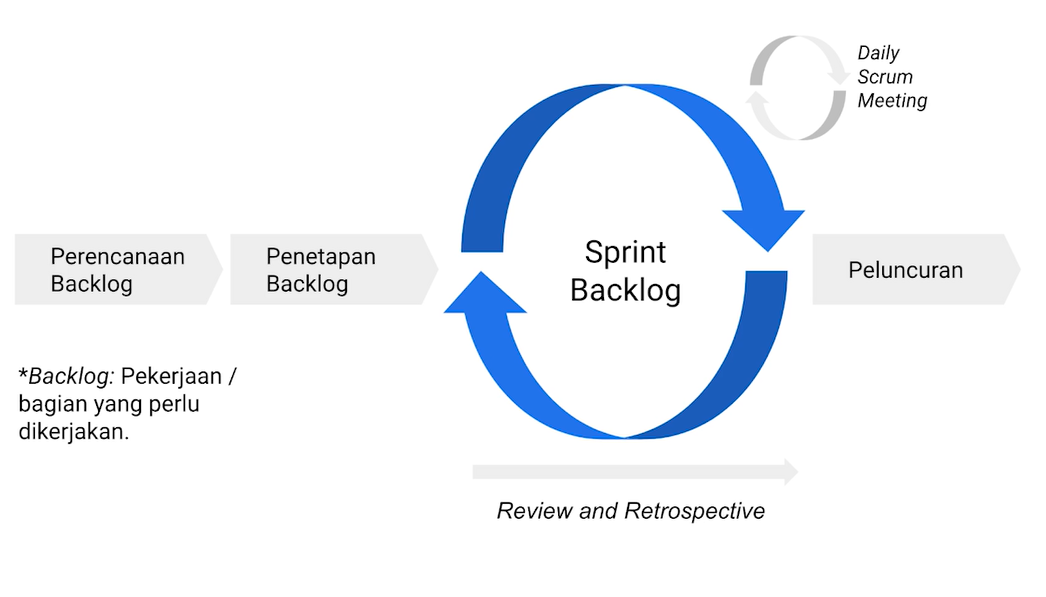 Daily
Scrum
Meeting
Perencanaan
Backlog
Penetapan
Backlog
Sprint
Backlog
Peluncuran
*Backlog: Pekerjaan /
bagian yang perlu
dikerjakan.
Review and Retrospective